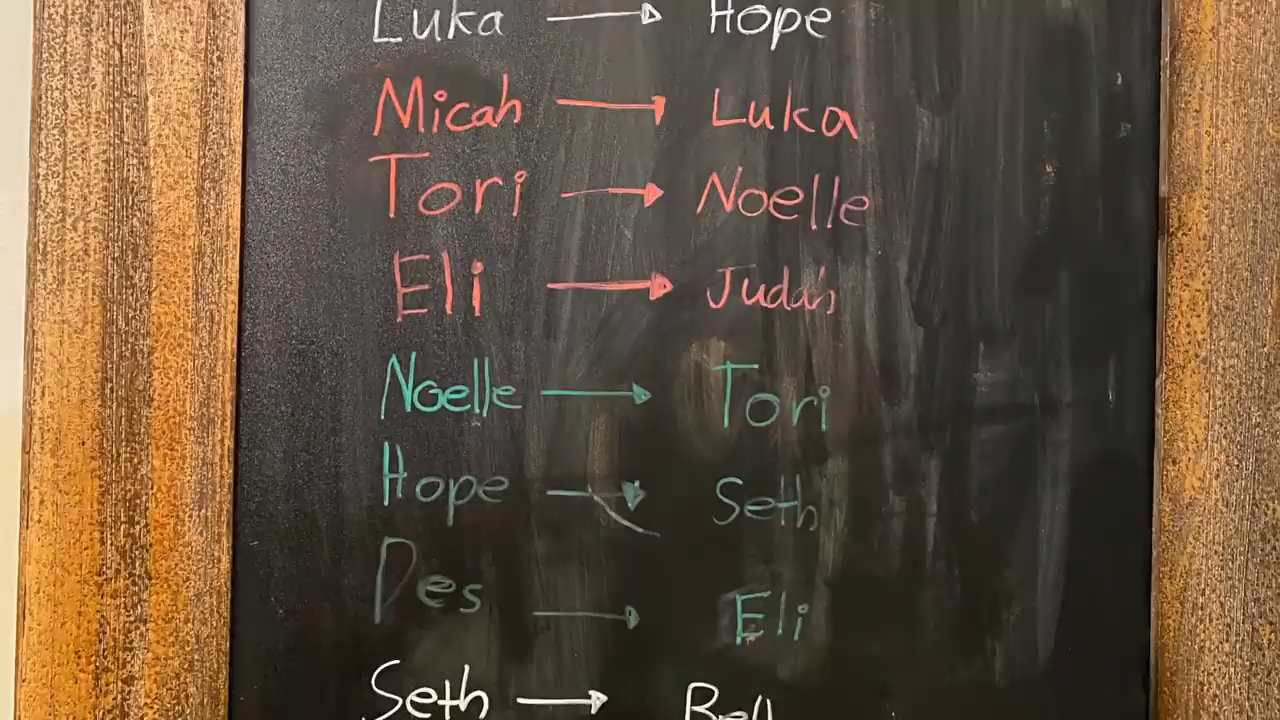 Luka → Hope
Micah → Luka
Tori → Noelle
Eli → Judah
Noelle → Tori
Hope → Seth
Des → Eli
Seth →